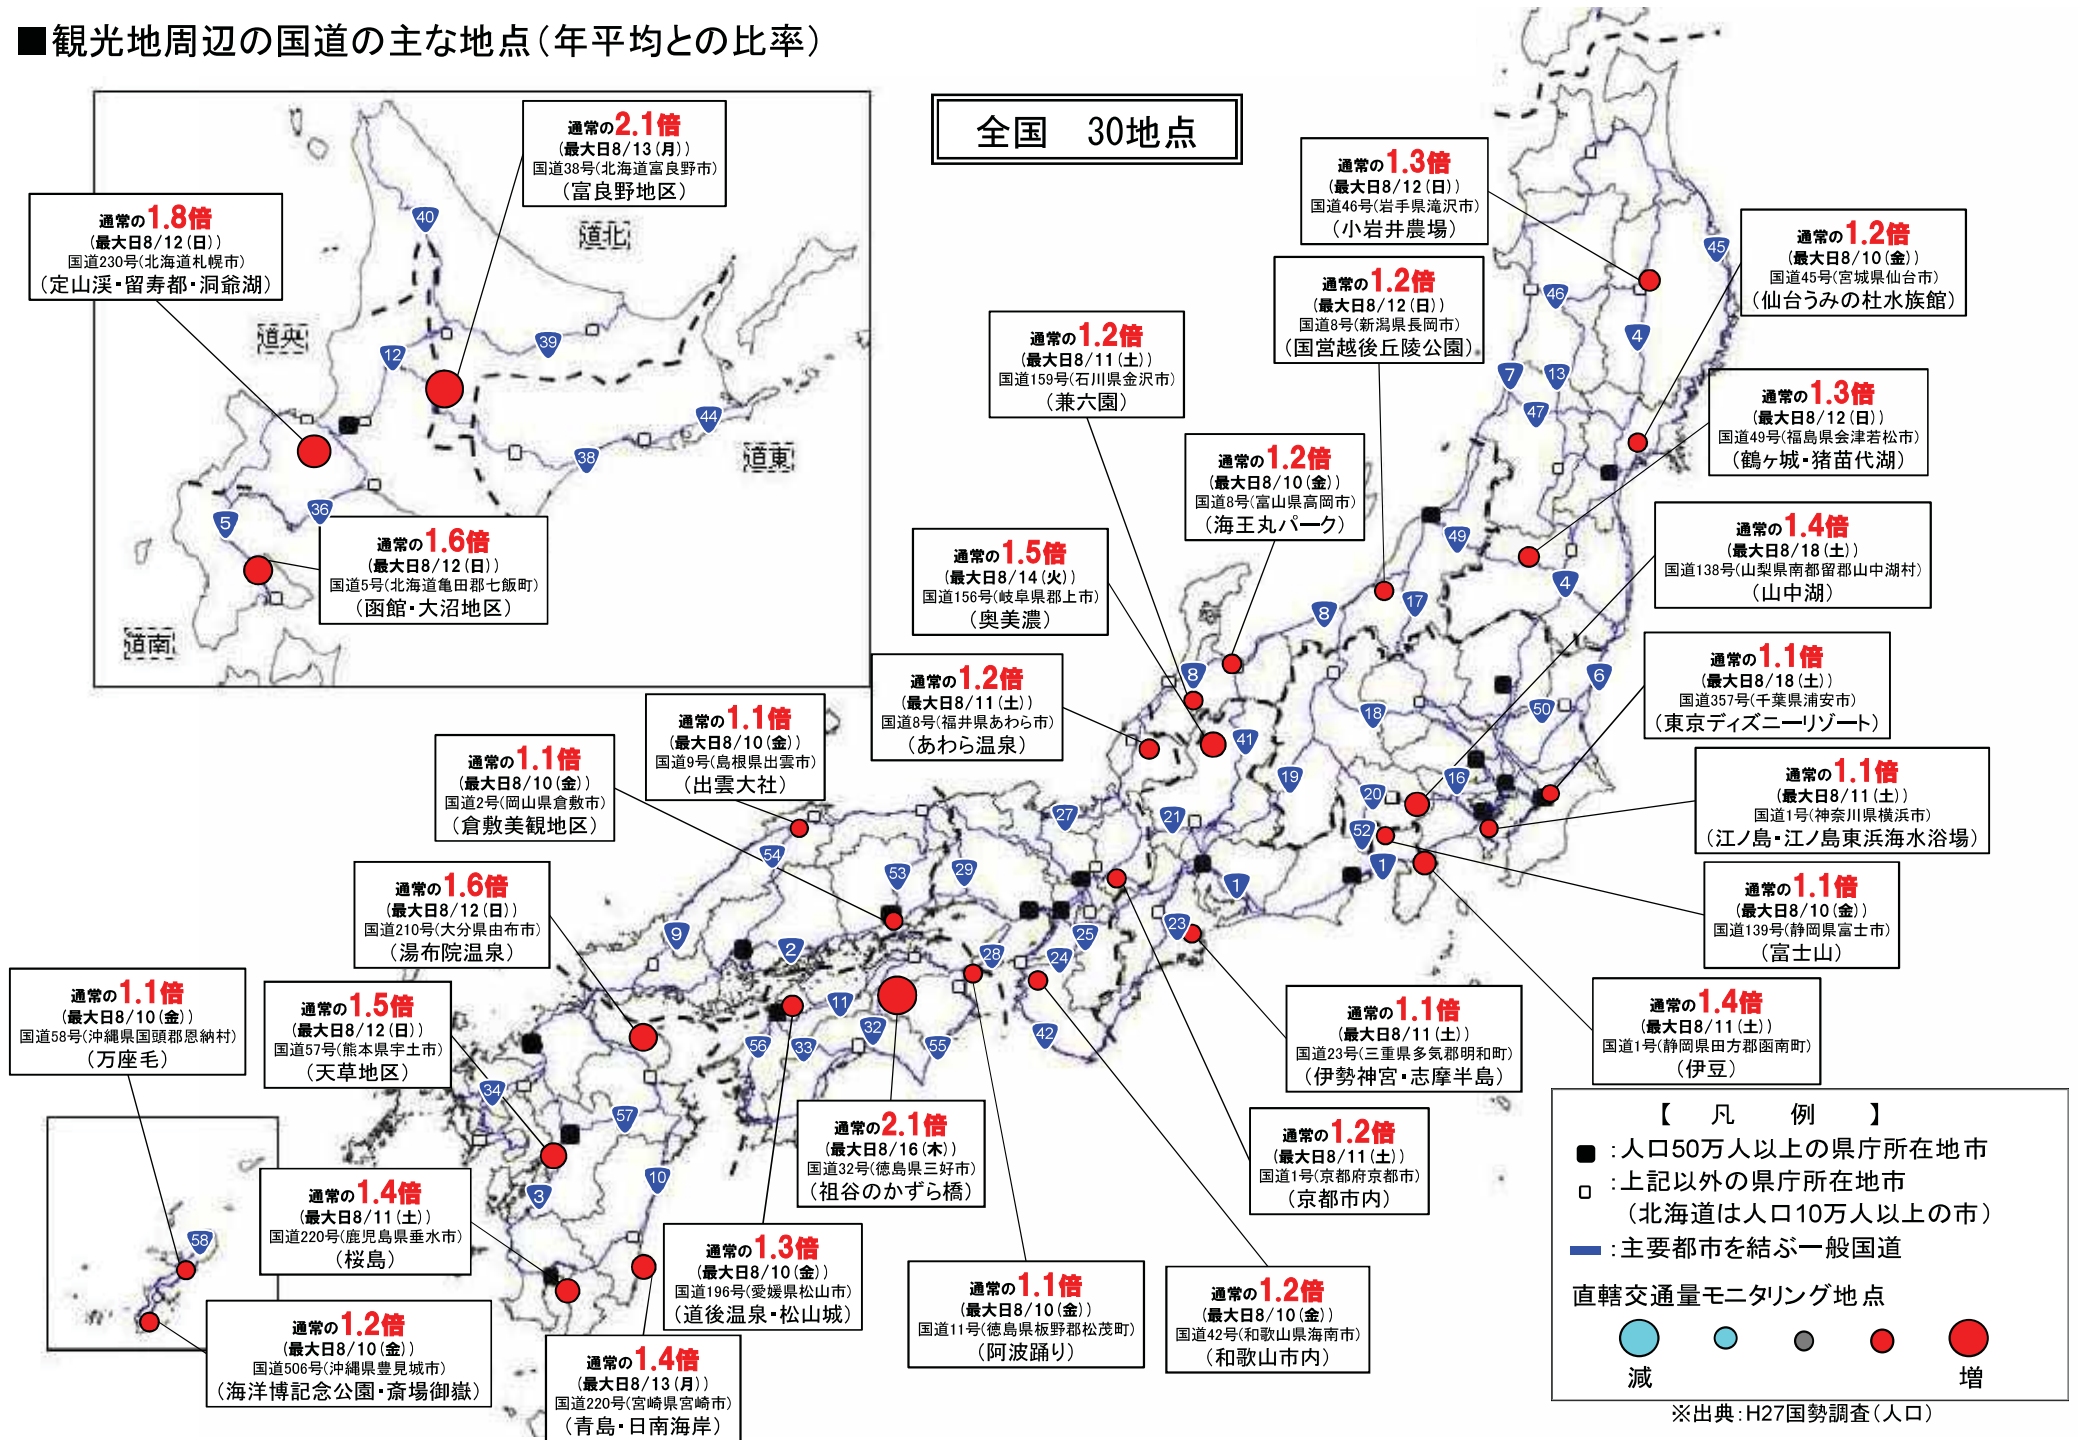 ■観光地周辺の国道の主な地点(年平均との比率)
全国　30地点
通常の2.1倍
(最大日8/13(月))
国道38号(北海道富良野市)
(富良野地区)
通常の1.8倍
(最大日8/12(日))
国道230号(北海道札幌市)
(定山渓・留寿都・洞爺湖)
通常の1.6倍
(最大日8/12(日))
国道5号(北海道亀田郡七飯町)
(函館・大沼地区)
道北
道央
道東
道南
40
39
12
44
38
36
5
通常の1.3倍
(最大日8/12(日))
国道46号(岩手県滝沢市)
(小岩井農場)
通常の1.2倍
(最大日8/10(金))
国道45号(宮城県仙台市)
(仙台うみの杜水族館)
通常の1.2倍
(最大日8/12(日))
国道8号(新潟県長岡市)
(国営越後丘陵公園)
通常の1.2倍
(最大日8/11(土))
国道159号(石川県金沢市)
(兼六園)
通常の1.3倍
(最大日8/12(日))
国道49号(福島県会津若松市)
(鶴ヶ城・猪苗代湖)
通常の1.2倍
(最大日8/10(金))
国道8号(富山県高岡市)
(海王丸パーク)
通常の1.4倍
(最大日8/18(土))
国道138号(山梨県南都留郡山中湖村)
(山中湖)
通常の1.5倍
(最大日8/14(火))
国道156号(岐阜県郡上市)
(奥美濃)
通常の1.1倍
(最大日8/18(土))
国道357号(千葉県浦安市)
(東京ディズニーリゾート)
通常の1.2倍
(最大日8/11(土))
国道8号(福井県あわら市)
(あわら温泉)
通常の1.1倍
(最大日8/10(金))
国道9号(島根県出雲市)
(出雲大社)
通常の1.1倍
(最大日8/10(金))
国道2号(岡山県倉敷市)
(倉敷美観地区)
通常の1.1倍
(最大日8/11(土))
国道1号(神奈川県横浜市)
(江ノ島・江ノ島東浜海水浴場)
通常の1.6倍
(最大日8/12(日))
国道210号(大分県由布市)
(湯布院温泉)
通常の1.1倍
(最大日8/10(金))
国道139号(静岡県富士市)
(富士山)
通常の1.1倍
(最大日8/10(金))
国道58号(沖縄県国頭郡恩納村)
(万座毛)
通常の1.5倍
(最大日8/12(日))
国道57号(熊本県宇土市)
(天草地区)
通常の1.1倍
(最大日8/11(土))
国道23号(三重県多気郡明和町)
(伊勢神宮・志摩半島)
通常の1.4倍
(最大日8/11(土))
国道1号(静岡県田方郡函南町)
(伊豆)
通常の2.1倍
(最大日8/16(木))
国道32号(徳島県三好市)
(祖谷のかずら橋)
通常の1.2倍
(最大日8/11(土))
国道1号(京都府京都市)
(京都市内)
通常の1.4倍
(最大日8/11(土))
国道220号(鹿児島県垂水市)
(桜島)
通常の1.3倍
(最大日8/10(金))
国道196号(愛媛県松山市)
(道後温泉・松山城)
通常の1.1倍
(最大日8/10(金))
国道11号(徳島県板野郡松茂町)
(阿波踊り)
通常の1.2倍
(最大日8/10(金))
国道42号(和歌山県海南市)
(和歌山市内)
通常の1.2倍
(最大日8/10(金))
国道506号(沖縄県豊見城市)
(海洋博記念公園・斎場御嶽)
通常の1.4倍
(最大日8/13(月))
国道220号(宮崎県宮崎市)
(青島・日南海岸)
45
46
4
7
13
47
49
4
8
17
8
6
50
18
41
19
16
20
52
1
27
21
54
53
29
1
23
9
2
25
28
24
11
32
55
42
56
33
34
57
10
3
58
【　凡　例　】
■:人口50万人以上の県庁所在地市
□:上記以外の県庁所在地市
(北海道は人口10万人以上の市)
:主要都市を結ぶ一般国道
直轄交通量モニタリング地点
減
増
※出典:H27国勢調査(人口)